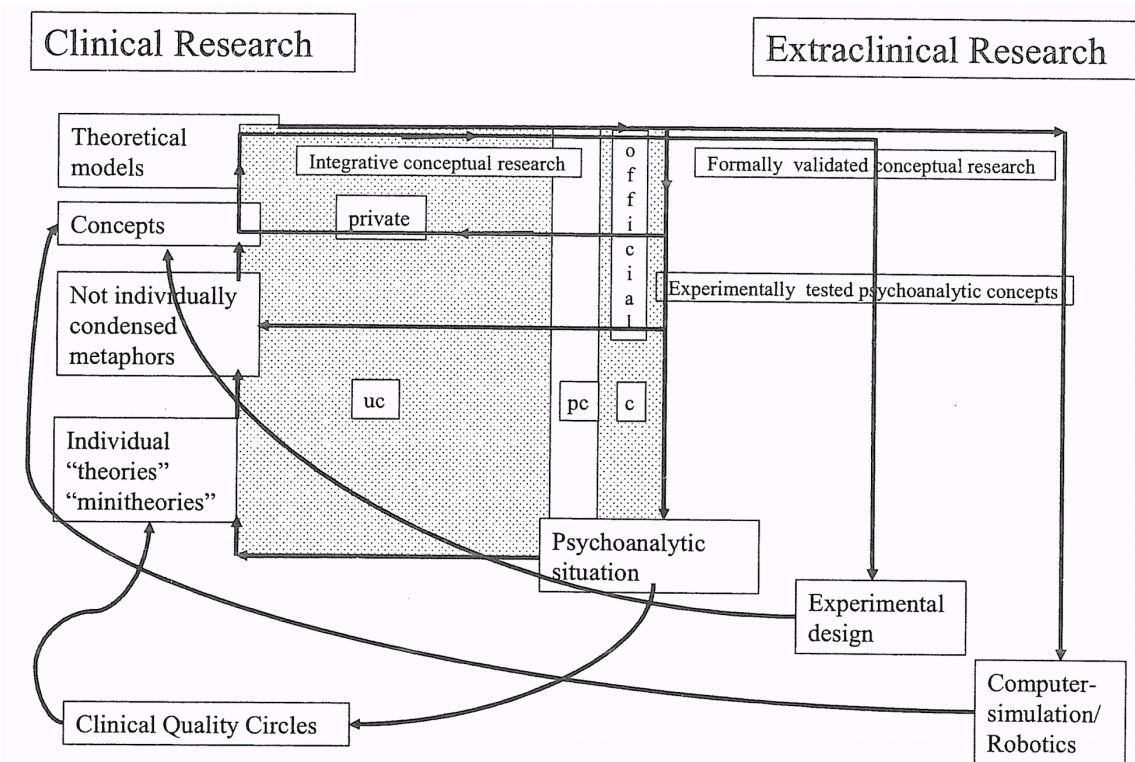 Clinical Research
Extraclinical Research
Theoretical
models
Integrative conceptual research
official
Formally validated conceptual research
private
Concepts
Not individually
condensed
metaphors
Experimentally tested psychoanalytic concepts
uc
pc
c
Individual
“theories”
“minitheories”
Psychoanalytic
situation
Experimental
design
Computer-
simulation/
Robotics
Clinical Quality Circles